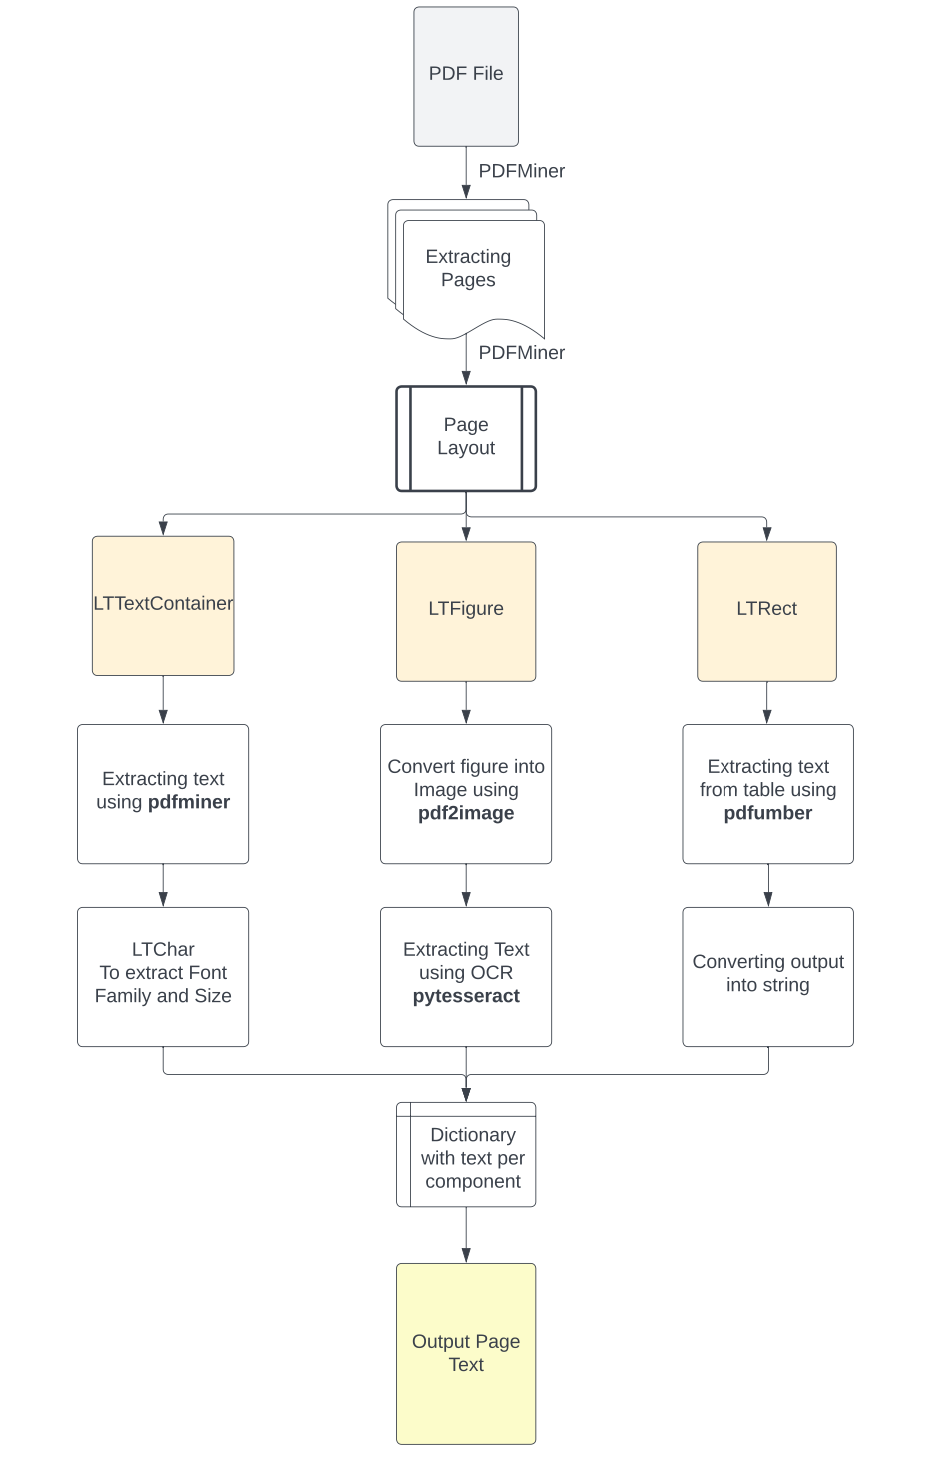 PDF File
PDFMiner
Extracting
Pages
PDFMiner
Page
Layout
LTTextContainer
LTFigure
LTRect
Extracting text
using pdfminer
Convert figure into
Image using
pdf2image
Extracting text
from table using
pdfumber
LTChar
To extract Font
Family and Size
Extracting Text
using OCR
pytesseract
Converting output
into string
Dictionary
with text per
component
Output Page
Text